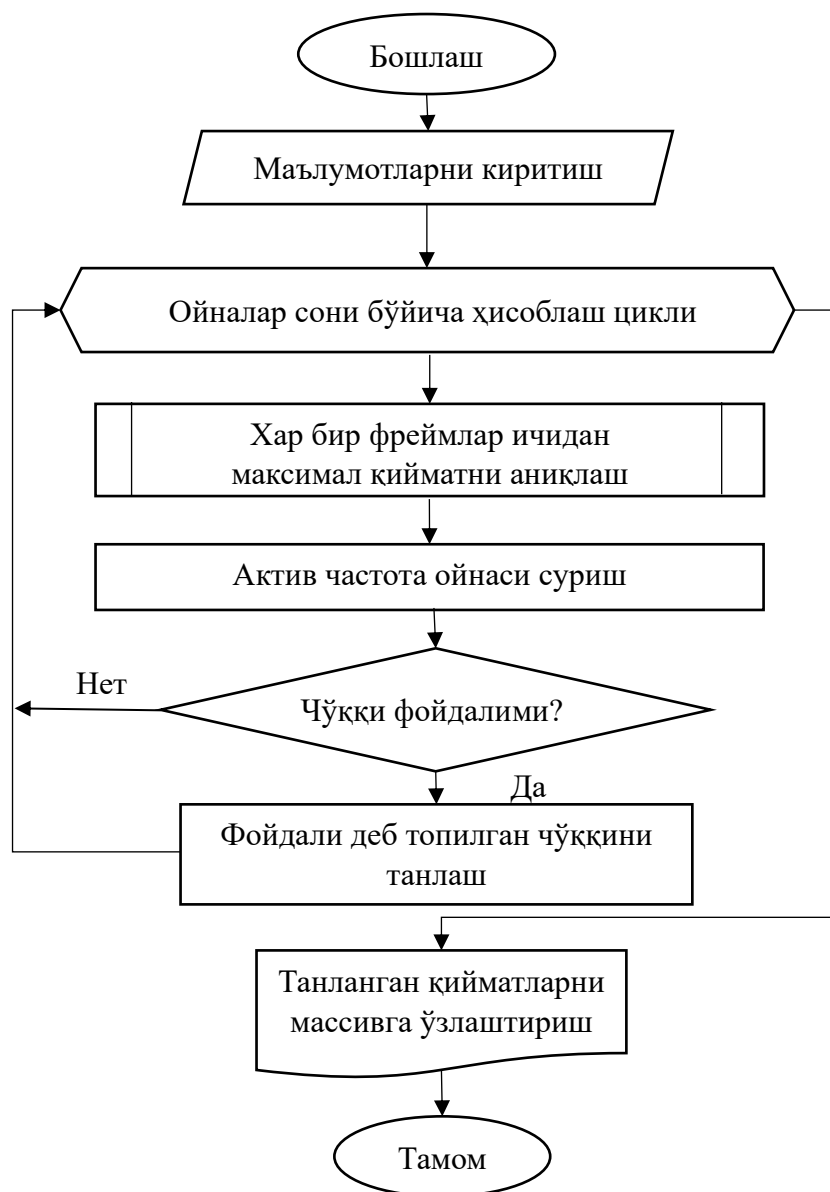 Бошлаш
Маълумотларни киритиш
Ойналар сони бўйича ҳисоблаш цикли
Хар бир фреймлар ичидан
максимал қийматни аниқлаш
Актив частота ойнаси суриш
Нет
Чўққи фойдалими?
Да
Фойдали деб топилган чўққини
танлаш
Танланган қийматларни
массивга ўзлаштириш
Тамом